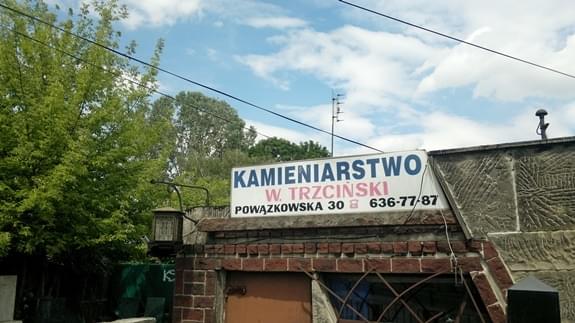 KAMIENIARSTWO
W. TRZCIŃSKI
POWĄZKOWSKA 30 ☎ 636-77-87